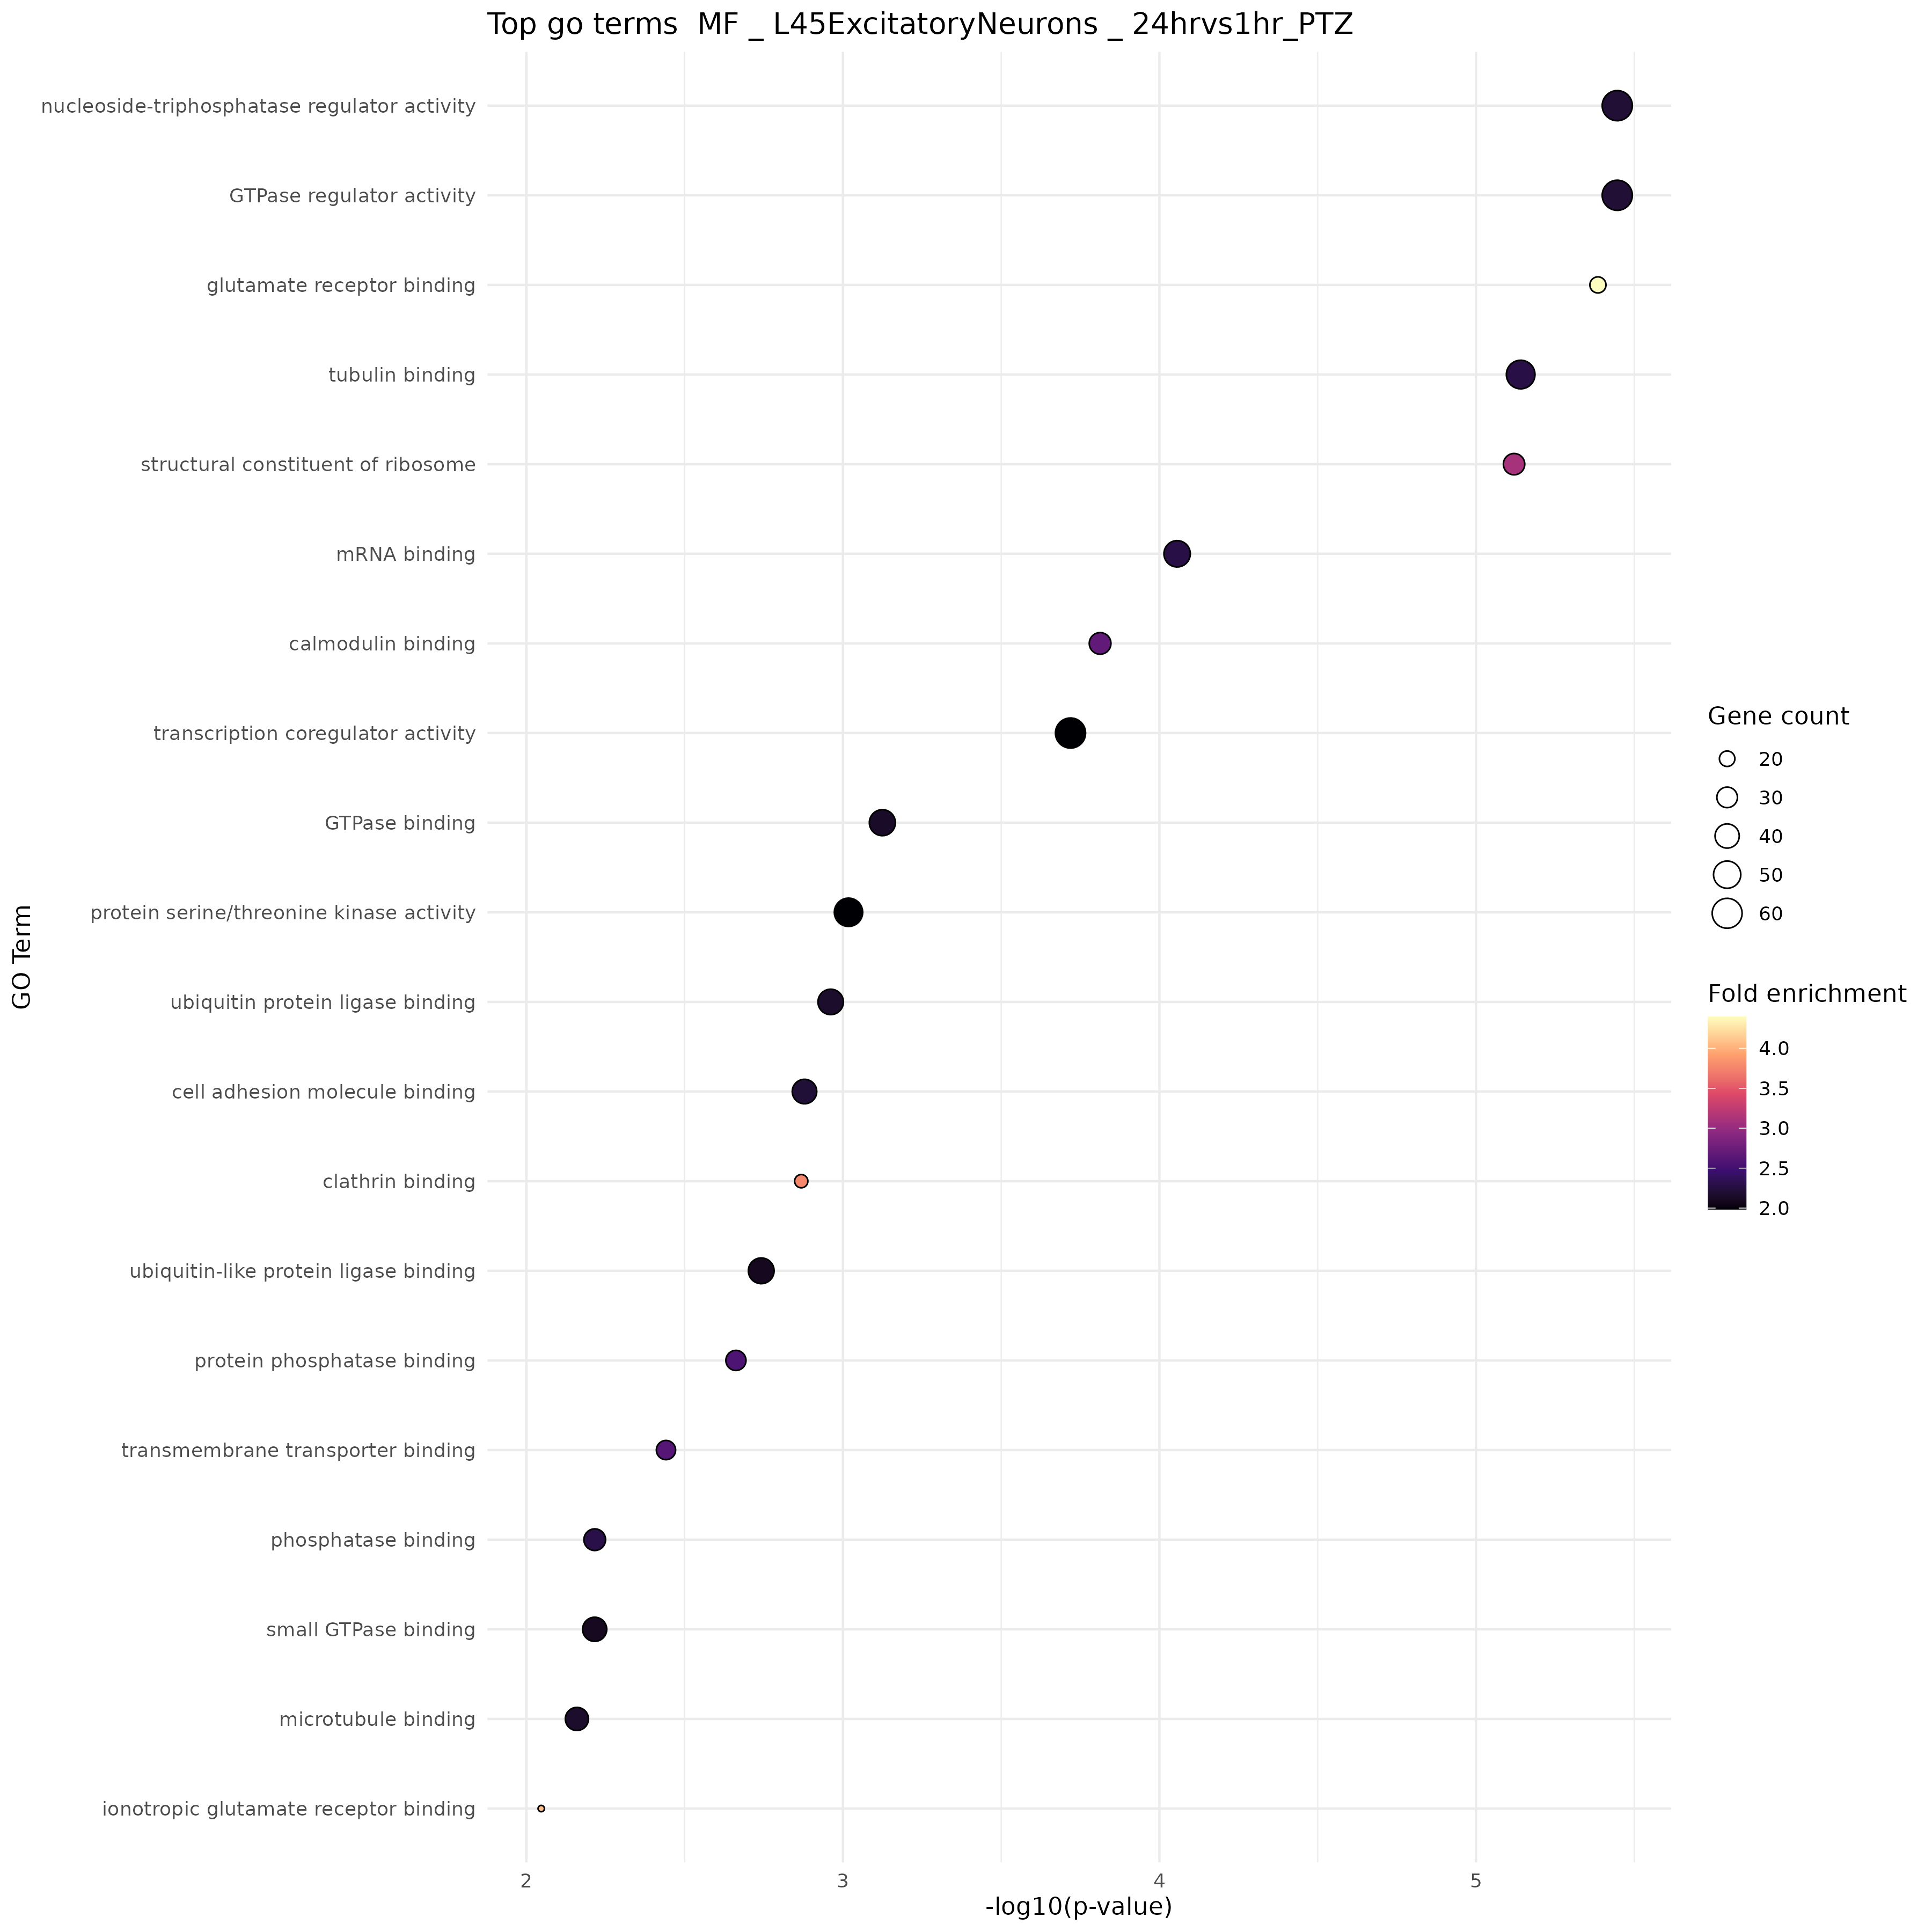 Top go terms  MF _ L45ExcitatoryNeurons _ 24hrvs1hr_PTZ
nucleoside-triphosphatase regulator activity
GTPase regulator activity
glutamate receptor binding
tubulin binding
structural constituent of ribosome
mRNA binding
calmodulin binding
transcription coregulator activity
GTPase binding
protein serine/threonine kinase activity
ubiquitin protein ligase binding
cell adhesion molecule binding
clathrin binding
ubiquitin-like protein ligase binding
protein phosphatase binding
transmembrane transporter binding
phosphatase binding
small GTPase binding
microtubule binding
ionotropic glutamate receptor binding
GO Term
2
3
4
5
-log10(p-value)
Gene count
20
30
40
50
60
Fold enrichment
4.0
3.5
3.0
2.5
2.0